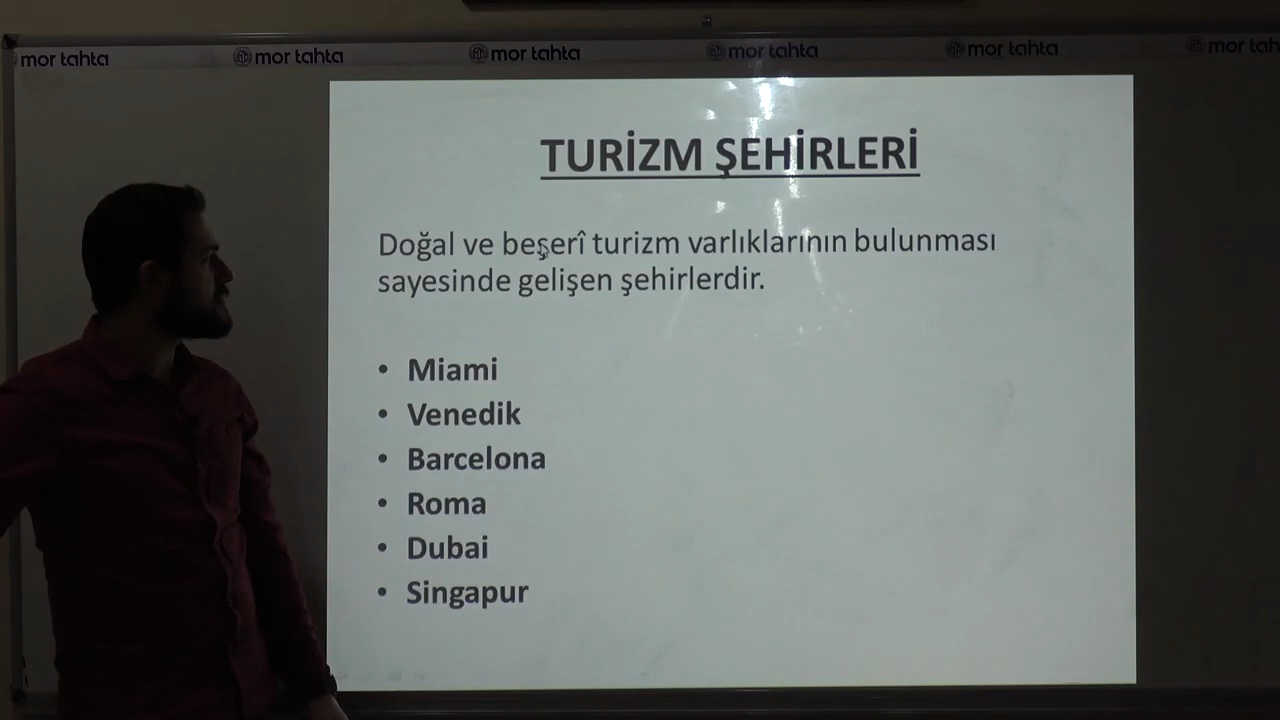 mor tahta mor tahta mor tahta mor tahta mor tahta mor tah
TURİZM ŞEHİRLERİ
Doğal ve beşerî turizm varlıklarının bulunması
sayesinde gelişen şehirlerdir.
• Miami
• Venedik
• Barcelona
• Roma
• Dubai
• Singapur